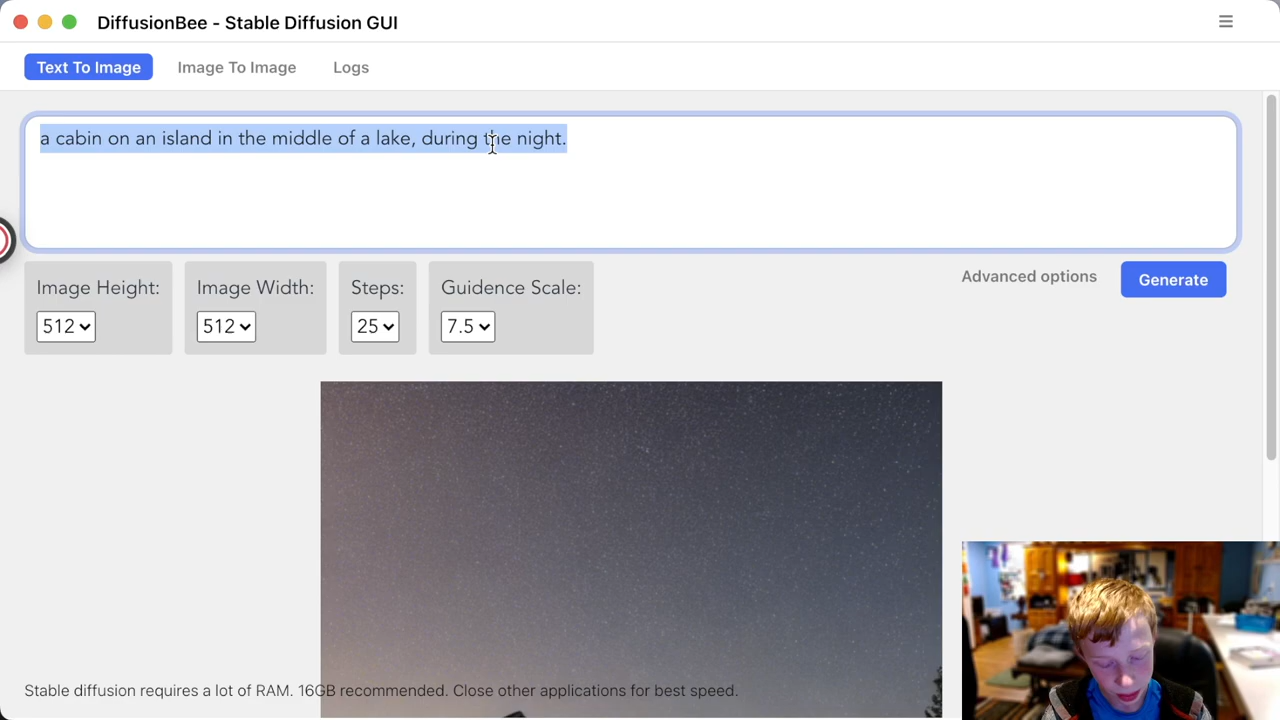 DiffusionBee - Stable Diffusion GUI
Text To Image
Image To Image
Logs
a cabin on an island in the middle of a lake, during the night.
Image Height:
Image Width:
Steps:
Guidence Scale:
512
512
25
7.5
Advanced options
Generate
Stable diffusion requires a lot of RAM. 16GB recommended. Close other applications for best speed.